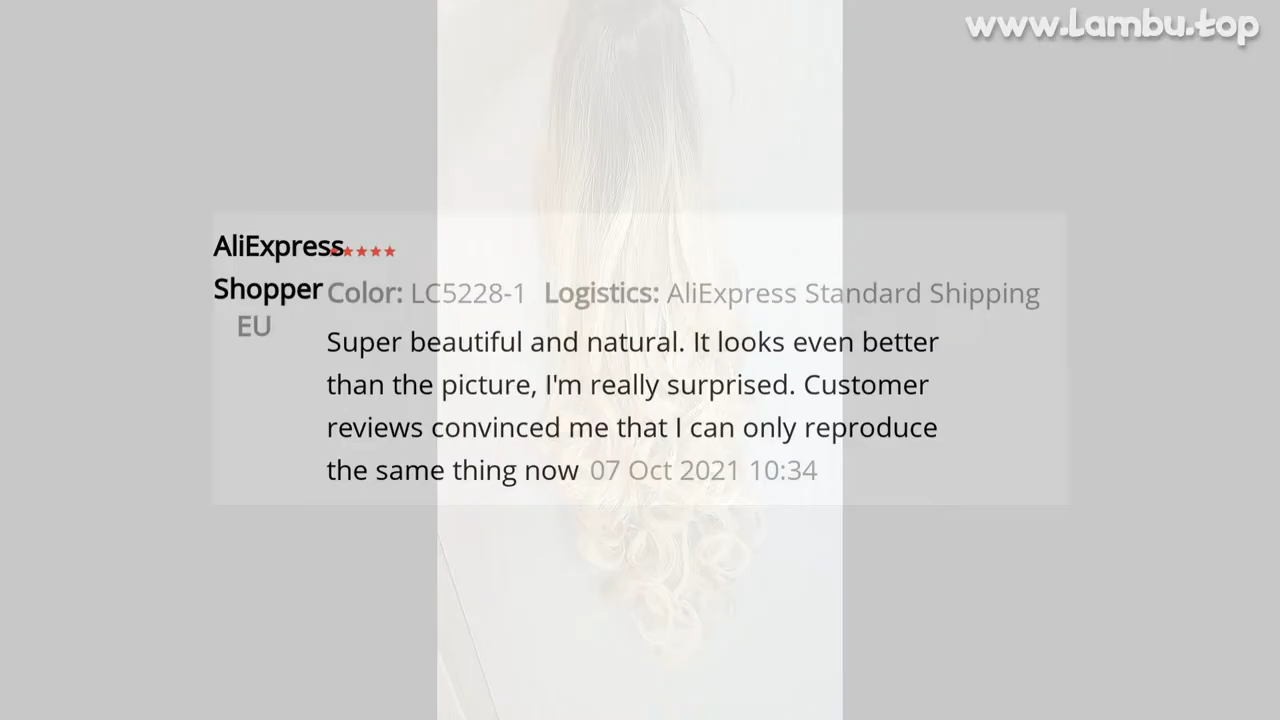 www.Lambu.top
AliExpress ★★★★
Shopper Color: LC5228-1 Logistics: AliExpress Standard Shipping
EU
Super beautiful and natural. It looks even better
than the picture, I'm really surprised. Customer
reviews convinced me that I can only reproduce
the same thing now 07 Oct 2021 10:34